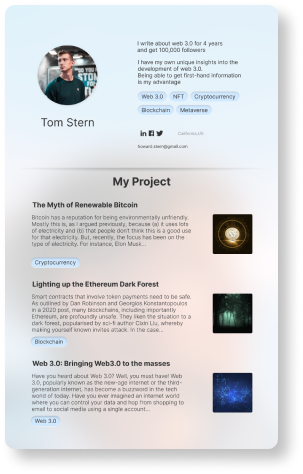 I write about web 3.0 for 4 years
and get 100,000 followers
I have my own unique insights into the
development of web 3.0.
Being able to get first-hand information
is my advantage
Web 3.0 NFT Cryptocurrency
Blockchain Metaverse
Tom Stern
California,US
howard.stern@gmail.com
My Project
The Myth of Renewable Bitcoin
Bitcoin has a reputation for being environmentally unfriendly.
Mostly this is, as I argued previously, because (a) it uses lots
of electricity and (b) that people don't think this is a good use
for that electricity. But, recently, the focus has been on the
type of electricity. For instance, Elon Musk...
Cryptocurrency
Lighting up the Ethereum Dark Forest
Smart contracts that involve token payments need to be safe.
As outlined by Dan Robinson and Georgios Konstantopoulos
in a 2020 post, many blockchains, including importantly
Ethereum, are profoundly unsafe. They liken the situation to a
dark forest, popularised by sci-fi author Cixin Liu, whereby
making yourself known invites attack. In the case...
Blockchain
Web 3.0: Bringing Web3.0 to the masses
Have you heard about Web 3.0? Well, you must have! Web
3.0, popularly known as the new-age internet or the third-
generation internet, has become a buzzword in the tech
world of today. Have you ever imagined an internet world
where you can control your data and hop from shopping to
email to social media using a single account...
Web 3.0